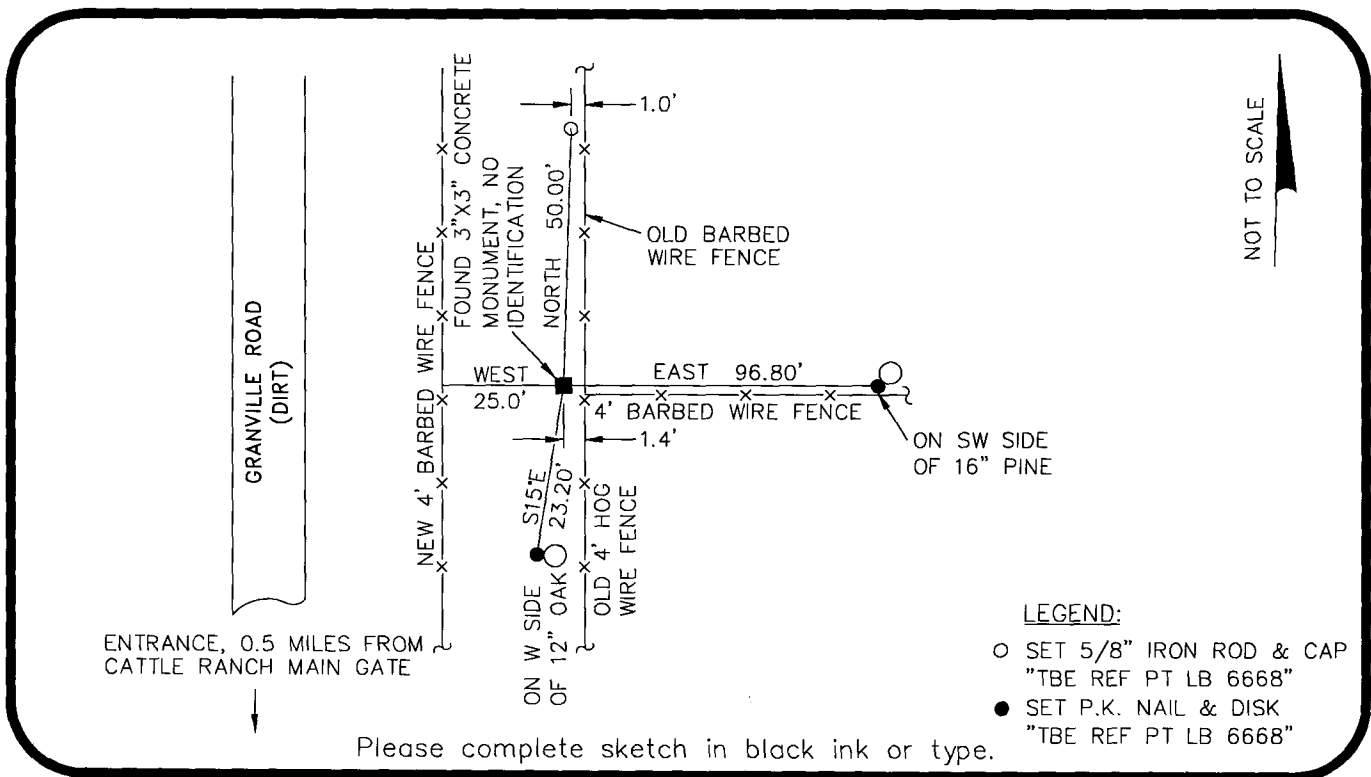 GRANVILLE ROAD
(DIRT)
NEW 4' BARBED WIRE FENCE
FOUND 3"X3" CONCRETE
MONUMENT, NO
IDENTIFICATION
NORTH 50.00'
1.0'
OLD BARBED
WIRE FENCE
NOT TO SCALE
WEST
25.0'
EAST 96.80'
4' BARBED WIRE FENCE
1.4'
ON SW SIDE
OF 16" PINE
S15°E
23.20'
ON W SIDE
OF 12" OAK
OLD 4' HOG
WIRE FENCE
ENTRANCE, 0.5 MILES FROM
CATTLE RANCH MAIN GATE
LEGEND:
SET 5/8" IRON ROD & CAP
"TBE REF PT LB 6668"
SET P.K. NAIL & DISK
"TBE REF PT LB 6668"
Please complete sketch in black ink or type.